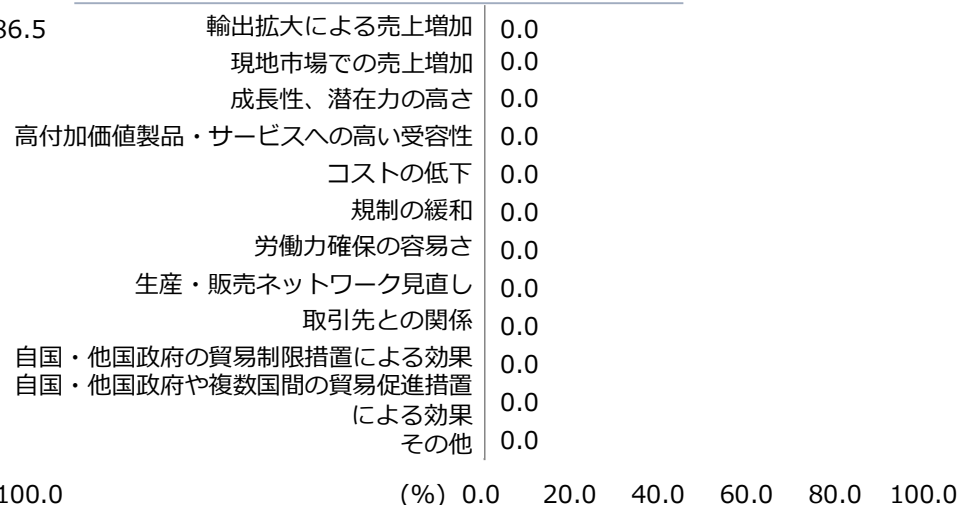 86.5
輸出拡大による売上増加 0.0
現地市場での売上増加 0.0
成長性、潜在力の高さ 0.0
高付加価値製品・サービスへの高い受容性 0.0
コストの低下 0.0
規制の緩和 0.0
労働力確保の容易さ 0.0
生産・販売ネットワーク見直し 0.0
取引先との関係 0.0
自国・他国政府の貿易制限措置による効果 0.0
自国・他国政府や複数国間の貿易促進措置
による効果 0.0
その他 0.0
100.0
(%) 0.0 20.0 40.0 60.0 80.0 100.0